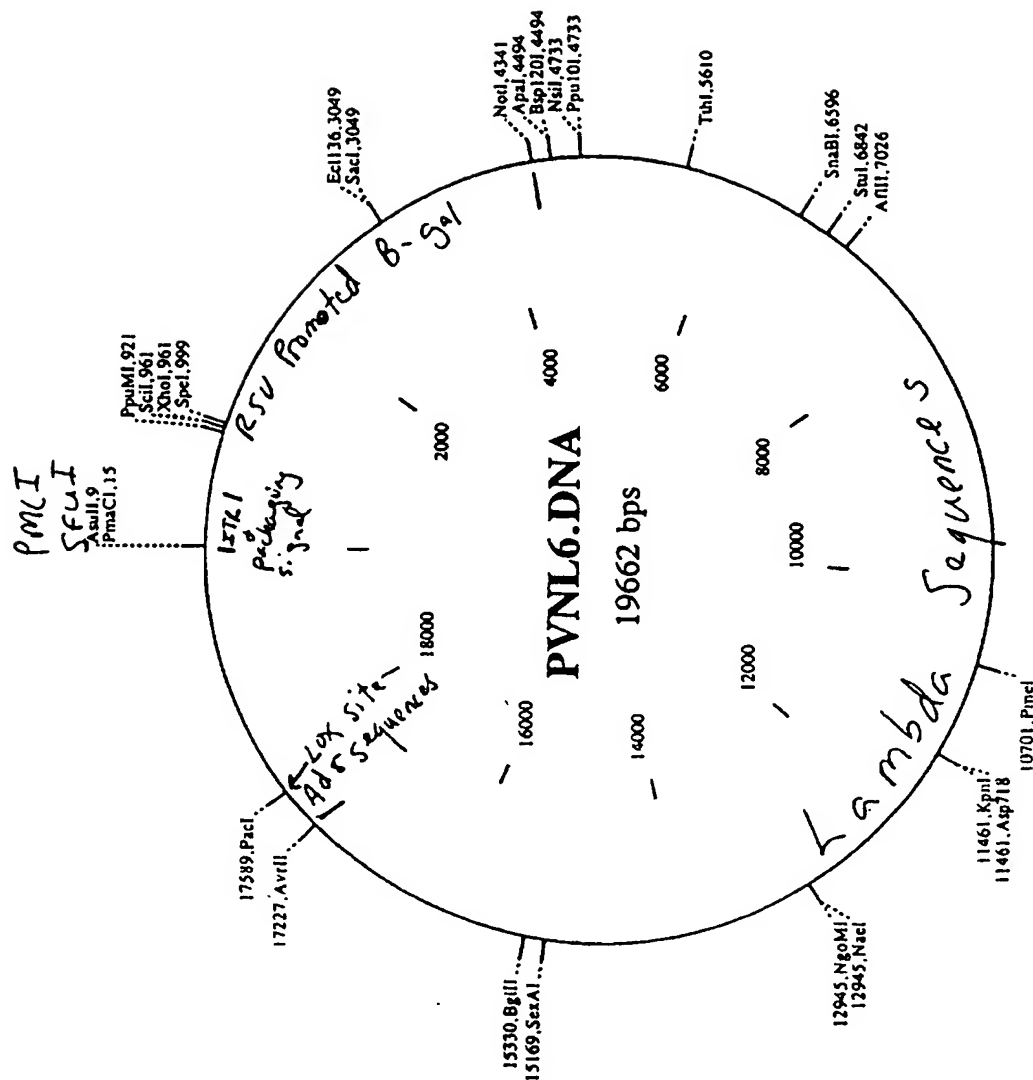 PMCI
SFUI
AsuII.9
PmaCI.15
PpuMI.921
SciI.961
XhoI.961
SpeI.999
Ecl136.3049
SacI.3049
NotI.4341
ApaI.4494
Bsp120I.4494
NsiI.4733
Ppu10I.4733
TthI.5610
SnaBI.6596
StuI.6842
AflII.7026
10701.PmeI
11461.KpnI
11461.Asp718
12945.NgoMI
12945.NaeI
15169.SexAI
15330.BglII
17227.AvrII
17589.PacI
ITR1
packaging
signal
RSV Promoted B-gal
Lambda Sequences
Lox Site
Ad5 Sequences
2000
4000
6000
8000
10000
12000
14000
16000
18000
PVNL6.DNA
19662 bps